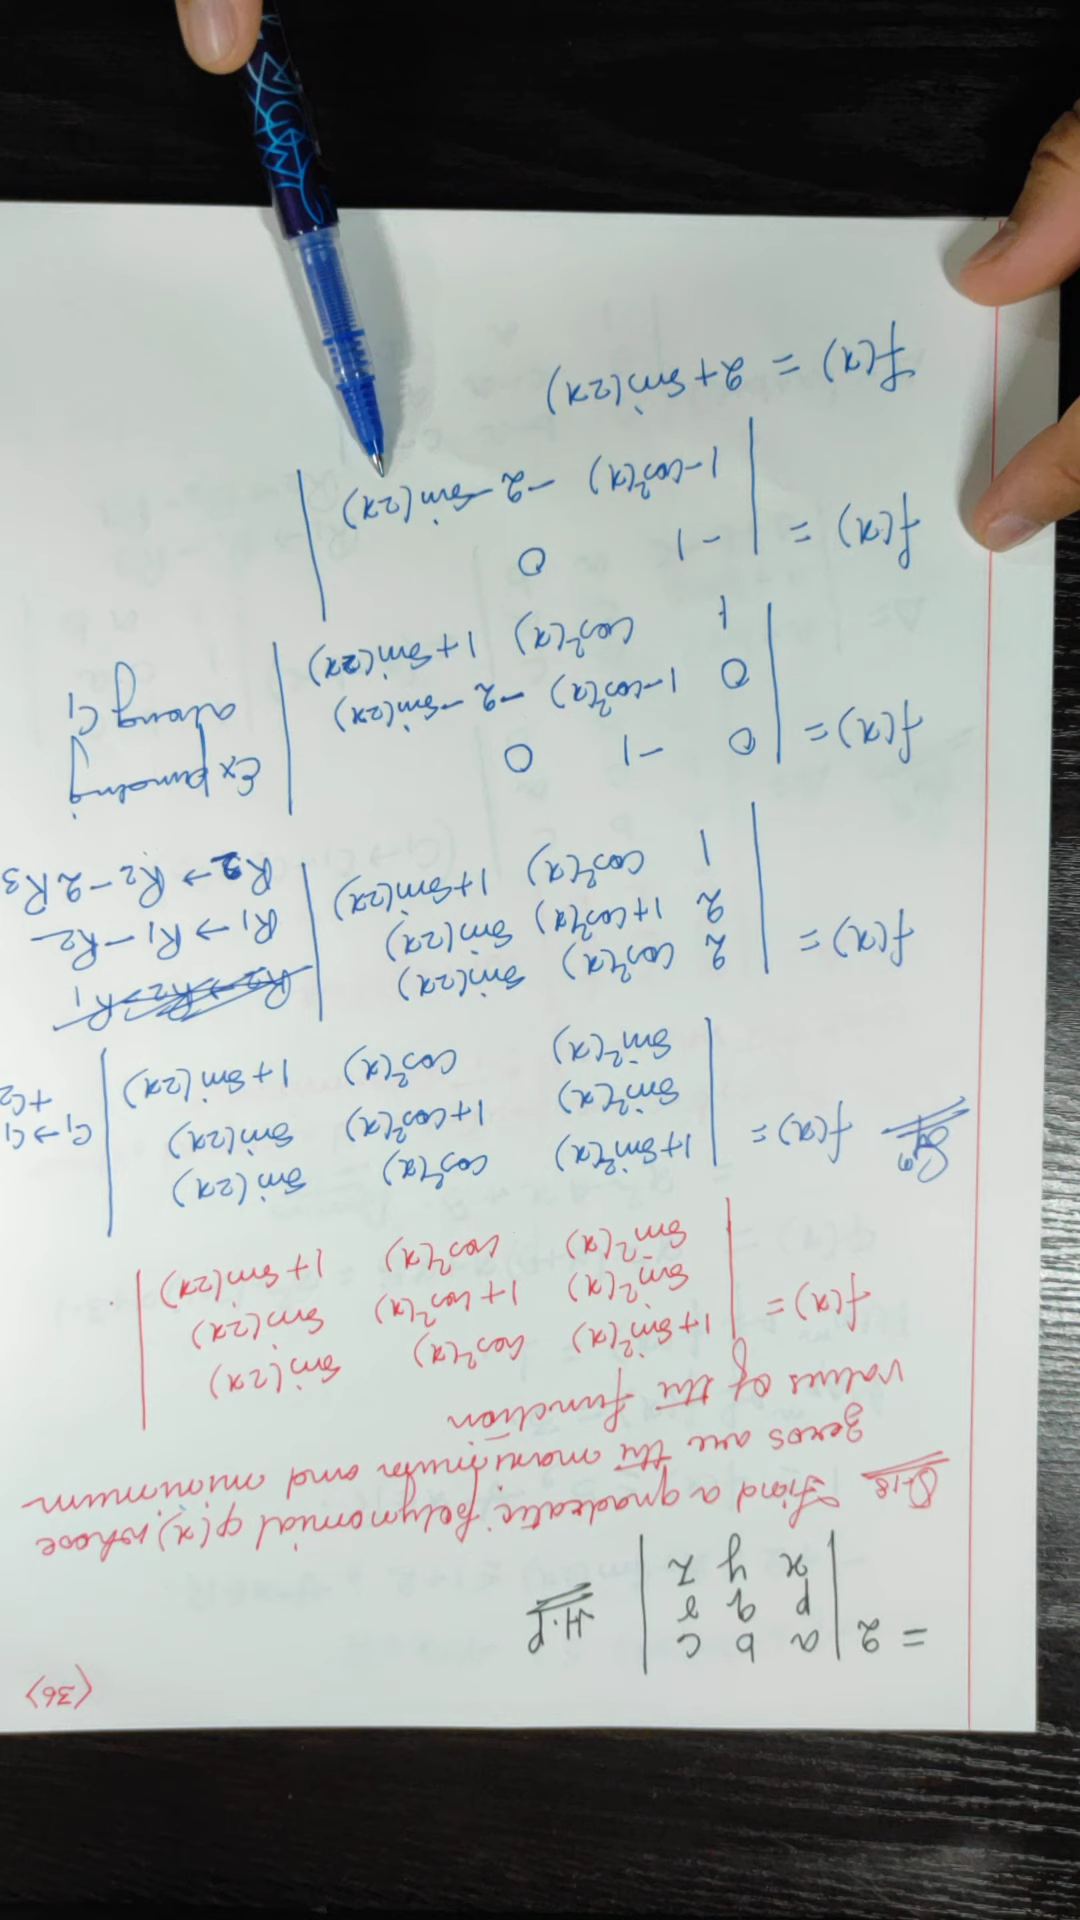 (36)
= 2 | a b c |
| p q r |
| x y z | H.P
Q.18 Find a quadratic polynomial φ(x) whose
zeros are the maximum and minimum
values of the function
f(x) = | 1+sin²(x) cos²(x) sin(2x) |
| sin²(x) 1+cos²(x) sin(2x) |
| sin²(x) cos²(x) 1+sin(2x) |
Solⁿ f(x) = | 1+sin²(x) cos²(x) sin(2x) |
| sin²(x) 1+cos²(x) sin(2x) | C₁→C₁
| sin²(x) cos²(x) 1+sin(2x) | +C₂
f(x) = | 2 cos²(x) sin(2x) |
| 2 1+cos²(x) sin(2x) | R₁→R₁-R₂
| 1 cos²(x) 1+sin(2x) | R₂→R₂-2R₃
f(x) = | 0 -1 0 | Expanding
| 0 1-cos²(x) -2-sin(2x) | along C₁
| 1 cos²(x) 1+sin(2x) |
f(x) = | -1 0 |
| 1-cos²(x) -2-sin(2x) |
f(x) = 2+sin(2x)